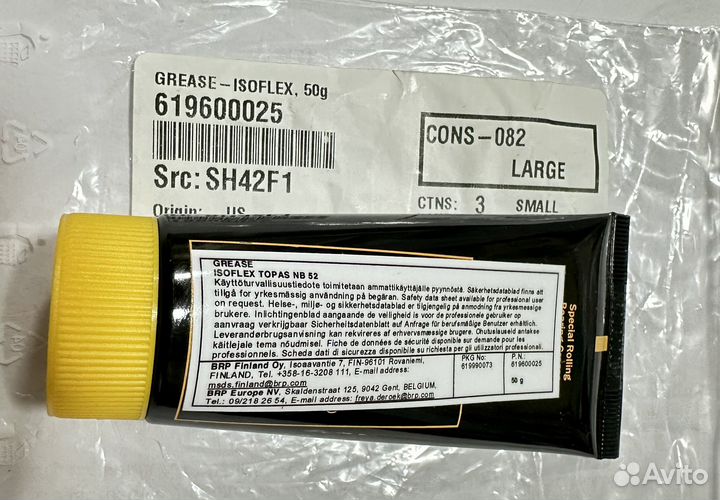 GREASE-ISOFLEX, 50g
619600025
Src: SH42F1
Origin: US
CONS-082
LARGE
CTNS: 3 SMALL
GREASE
ISOFLEX TOPAS NB 52
Käyttöturvallisuustiedote toimitetaan ammattikäyttäjälle pyynnöstä. Säkerhetsdatablad finns att
tillgå for yrkesmässig användning på begäran. Safety data sheet available for professional user
on request. Helse-, miljø- og sikkerhetsdatablad er tilgjengelig på anmodning fra yrkesmessige
brukere. Inlichtingenblad aangaande de veiligheid is voor de professionele gebruiker op
aanvraag verkrijgbaar Sicherheitsdatenblatt auf Anfrage für berufsmäßige Benutzer erhältlich.
Leverandørbrugsanvisning kan rekvireres af erhvervsmæssige brugere. Ohutuslaused antakse
käitlejale tema nõudmisel. Fiche de données de sécurité disponible sur demande pour les
professionnels. Scheda dati di sicurezza disponibile su richiesta per gli utilizzatori professionali.
BRP Finland Oy, Isoaavantie 7, FIN-96101 Rovaniemi,
FINLAND, Tel. +358-16-3208 111, E-mail address:
msds.finland@brp.com
BRP Europe NV, Skaldenstraat 125, 9042 Gent, BELGIUM,
Tel.: 09/218 26 54, E-mail address: freya.deroek@brp.com
PKG No:
619990073
P.N.:
619600025
50 g
Special Rolling
Avito